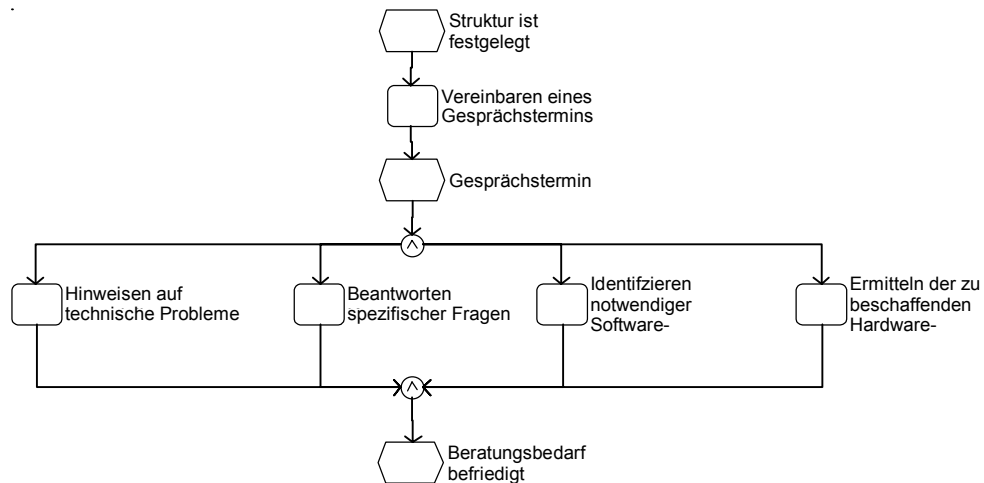 Struktur ist
festgelegt
Vereinbaren eines
Gesprächstermins
Gesprächstermin
^
Hinweisen auf
technische Probleme
Beantworten
spezifischer Fragen
Identifzieren
notwendiger
Software-
Ermitteln der zu
beschaffenden
Hardware-
^
Beratungsbedarf
befriedigt